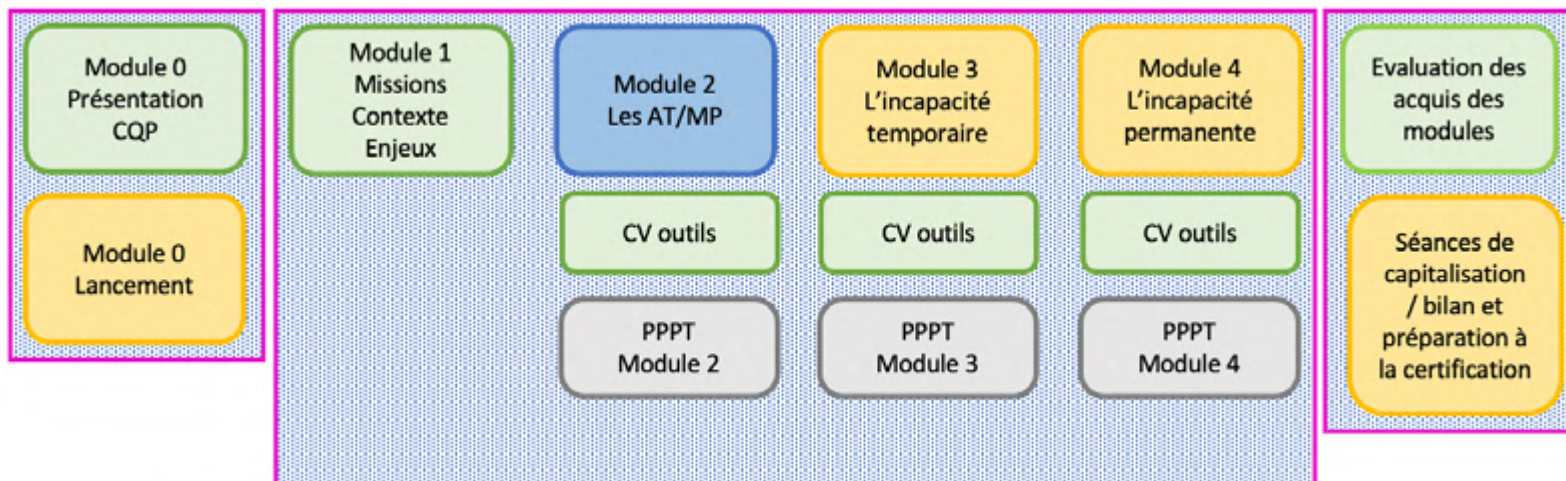 Module 0
Présentation
CQP
Module 0
Lancement
Module 1
Missions
Contexte
Enjeux
Module 2
Les AT/MP
CV outils
PPPT
Module 2
Module 3
L'incapacité
temporaire
CV outils
PPPT
Module 3
Module 4
L'incapacité
permanente
CV outils
PPPT
Module 4
Evaluation des
acquis des
modules
Séances de
capitalisation
/ bilan et
préparation à
la certification